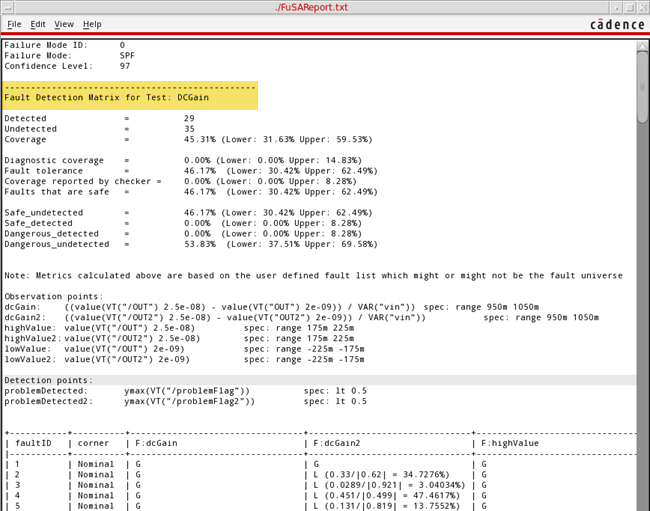 ./FuSAReport.txt
File Edit View Help
cādence
Failure Mode ID: 0
Failure Mode: SPF
Confidence Level: 97
--------------------------------------------------
Fault Detection Matrix for Test: DCGain
Detected = 29
Undetected = 35
Coverage = 45.31% (Lower: 31.63% Upper: 59.53%)
Diagnostic coverage = 0.00% (Lower: 0.00% Upper: 14.83%)
Fault tolerance = 46.17% (Lower: 30.42% Upper: 62.49%)
Coverage reported by checker = 0.00% (Lower: 0.00% Upper: 8.28%)
Faults that are safe = 46.17% (Lower: 30.42% Upper: 62.49%)
Safe_undetected = 46.17% (Lower: 30.42% Upper: 62.49%)
Safe_detected = 0.00% (Lower: 0.00% Upper: 8.28%)
Dangerous_detected = 0.00% (Lower: 0.00% Upper: 8.28%)
Dangerous_undetected = 53.83% (Lower: 37.51% Upper: 69.58%)
Note: Metrics calculated above are based on the user defined fault list which might or might not be the fault universe
Observation points:
dcGain: ((value(VT("/OUT") 2.5e-08) - value(VT("OUT") 2e-09)) / VAR("vin")) spec: range 950m 1050m
dcGain2: ((value(VT("/OUT2") 2.5e-08) - value(VT("OUT2") 2e-09)) / VAR("vin")) spec: range 950m 1050m
highValue: value(VT("/OUT") 2.5e-08) spec: range 175m 225m
highValue2: value(VT("/OUT2") 2.5e-08) spec: range 175m 225m
lowValue: value(VT("/OUT") 2e-09) spec: range -225m -175m
lowValue2: value(VT("/OUT2") 2e-09) spec: range -225m -175m
Detection points:
problemDetected: ymax(VT("/problemFlag")) spec: lt 0.5
problemDetected2: ymax(VT("/problemFlag2")) spec: lt 0.5
| faultID | corner | F:dcGain | F:dcGain2 | F:highValue
| 1 | Nominal | G | G | G
| 2 | Nominal | G | L (0.33/|0.62| = 34.7276%) | G
| 3 | Nominal | G | L (0.0289/|0.921| = 3.04034%) | G
| 4 | Nominal | G | L (0.451/|0.499| = 47.4617%) | G
| 5 | Nominal | G | L (0.131/|0.819| = 13.7552%) | G